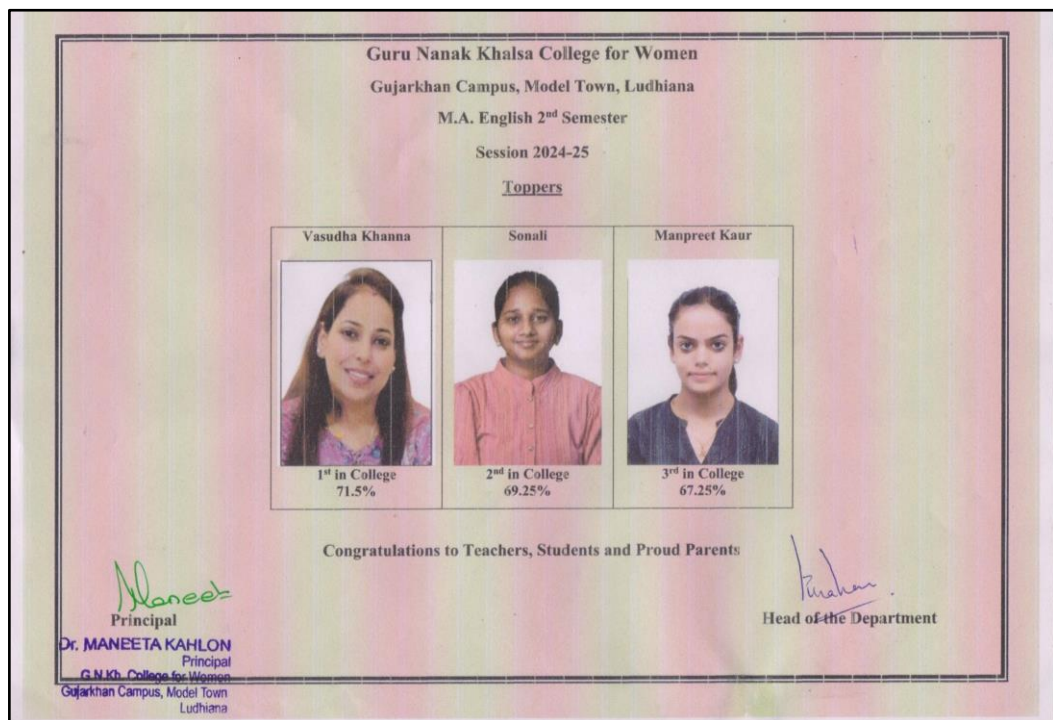 Guru Nanak Khalsa College for Women
Gujarkhan Campus, Model Town, Ludhiana
M.A. English 2nd Semester
Session 2024-25
Toppers
Vasudha Khanna
Sonali
Manpreet Kaur
1st in College
71.5%
2nd in College
69.25%
3rd in College
67.25%
Congratulations to Teachers, Students and Proud Parents
Maneet
Principal
Head of the Department
Dr. MANEETA KAHLON
Principal
G.N.Kh. College for Women
Gujarkhan Campus, Model Town
Ludhiana